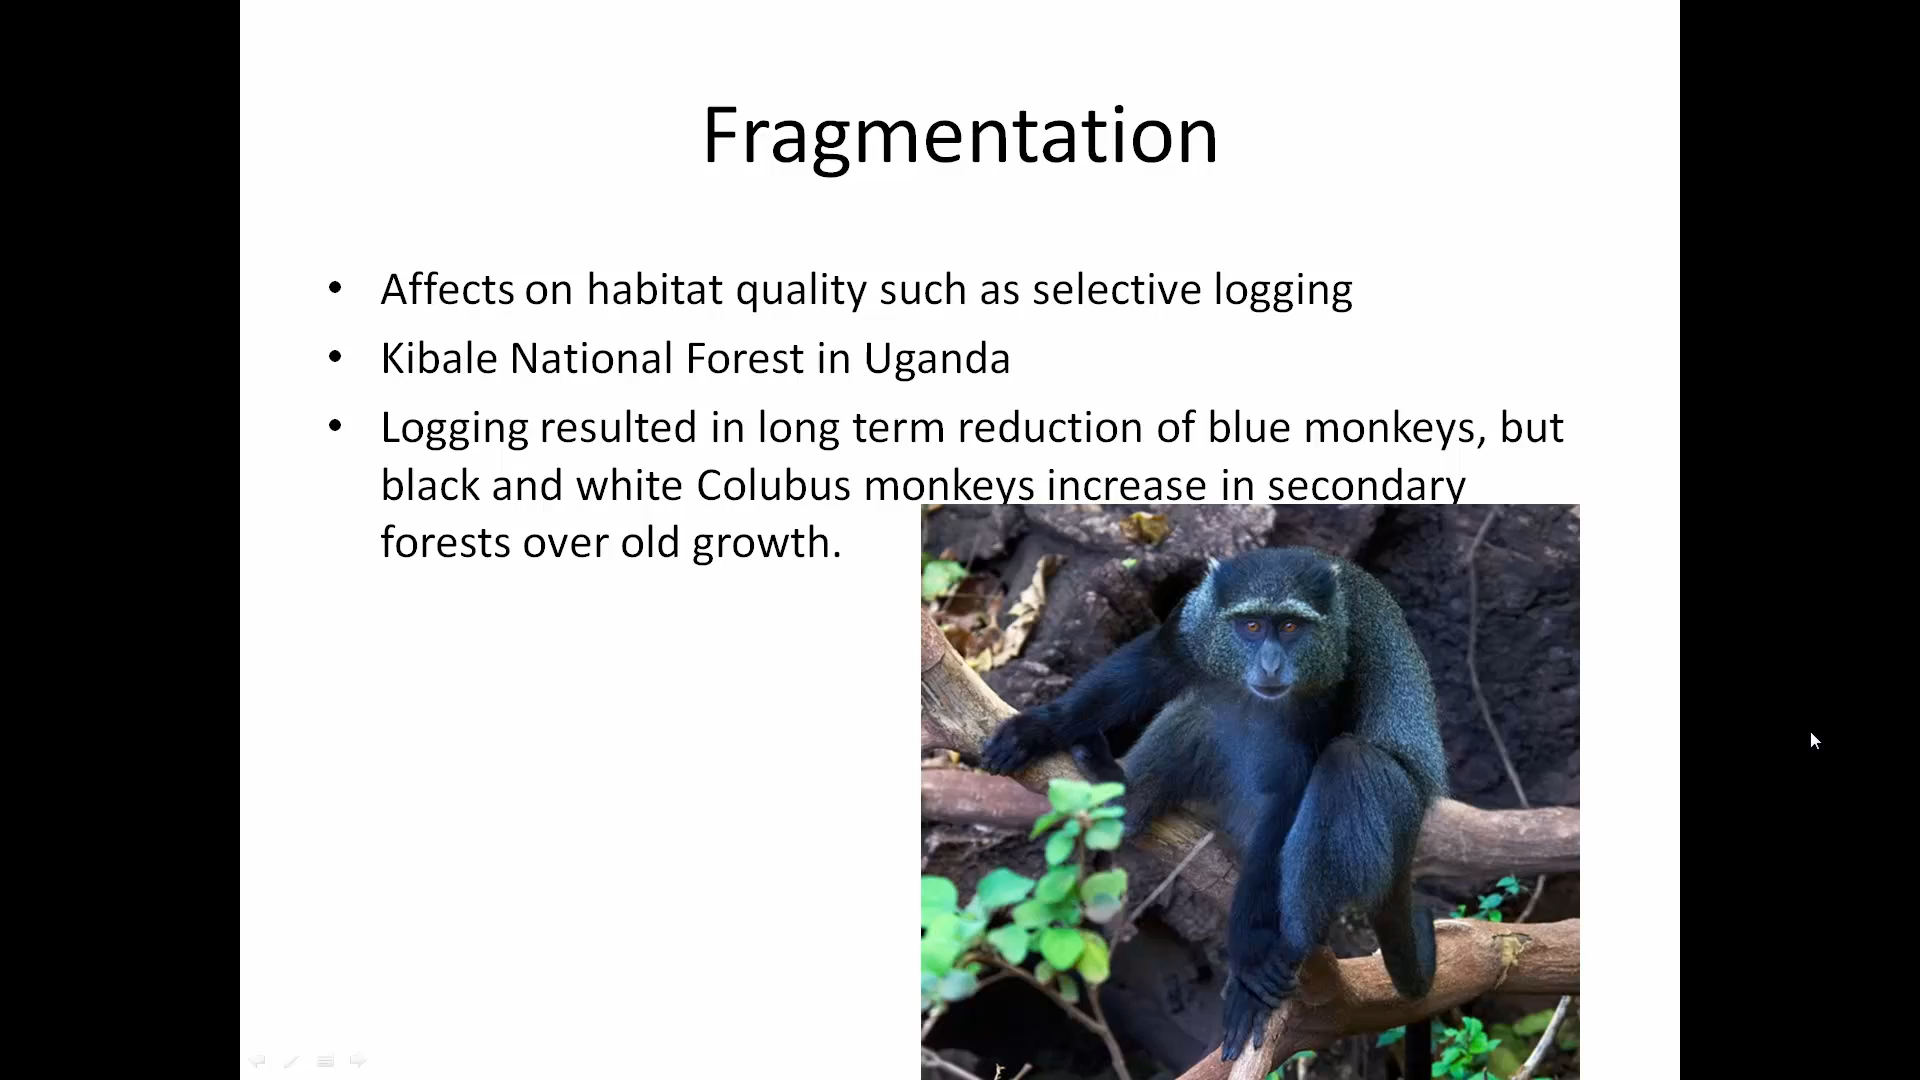 Fragmentation
• Affects on habitat quality such as selective logging
• Kibale National Forest in Uganda
• Logging resulted in long term reduction of blue monkeys, but
black and white Colubus monkeys increase in secondary
forests over old growth.